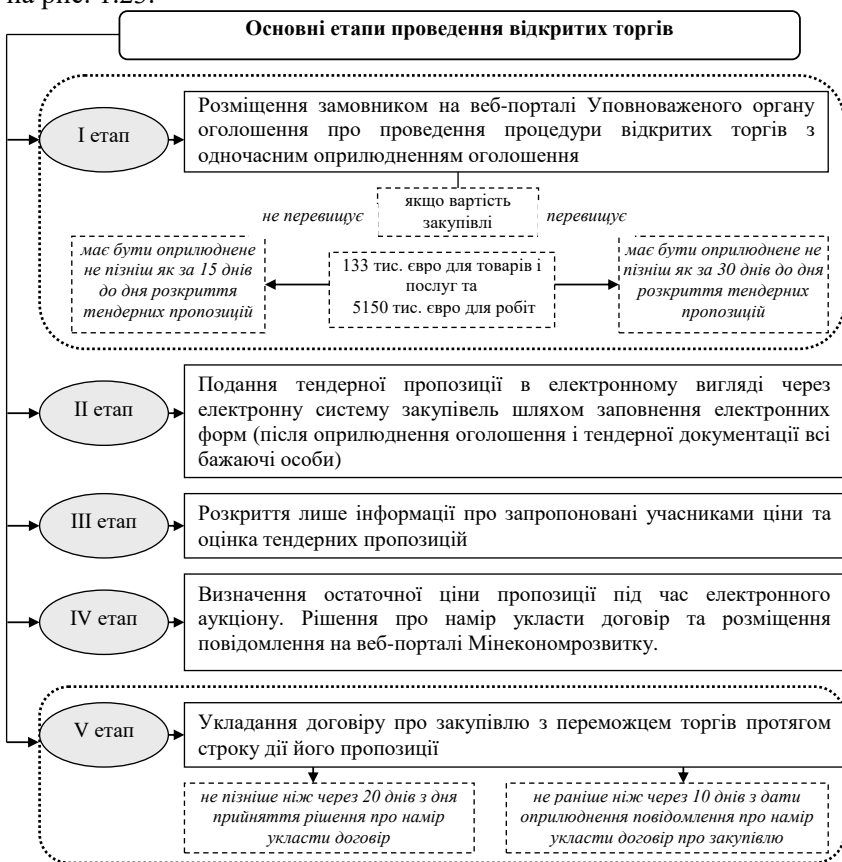 на рис. 1.23.
Основні етапи проведення відкритих торгів
І етап
Розміщення замовником на веб-порталі Уповноваженого органу
оголошення про проведення процедури відкритих торгів з
одночасним оприлюдненням оголошення
не перевищує
якщо вартість
закупівлі
перевищує
має бути оприлюднене
не пізніш як за 15 днів
до дня розкриття
тендерних пропозицій
133 тис. євро для товарів і
послуг та
5150 тис. євро для робіт
має бути оприлюднене не
пізніш як за 30 днів до дня
розкриття тендерних
пропозицій
ІІ етап
Подання тендерної пропозиції в електронному вигляді через
електронну систему закупівель шляхом заповнення електронних
форм (після оприлюднення оголошення і тендерної документації всі
бажаючі особи)
ІІІ етап
Розкриття лише інформації про запропоновані учасниками ціни та
оцінка тендерних пропозицій
IV етап
Визначення остаточної ціни пропозиції під час електронного
аукціону. Рішення про намір укласти договір та розміщення
повідомлення на веб-порталі Мінекономрозвитку.
V етап
Укладання договіру про закупівлю з переможцем торгів протягом
строку дії його пропозиції
не пізніше ніж через 20 днів з дня
прийняття рішення про намір
укласти договір
не раніше ніж через 10 днів з дати
оприлюднення повідомлення про намір
укласти договір про закупівлю